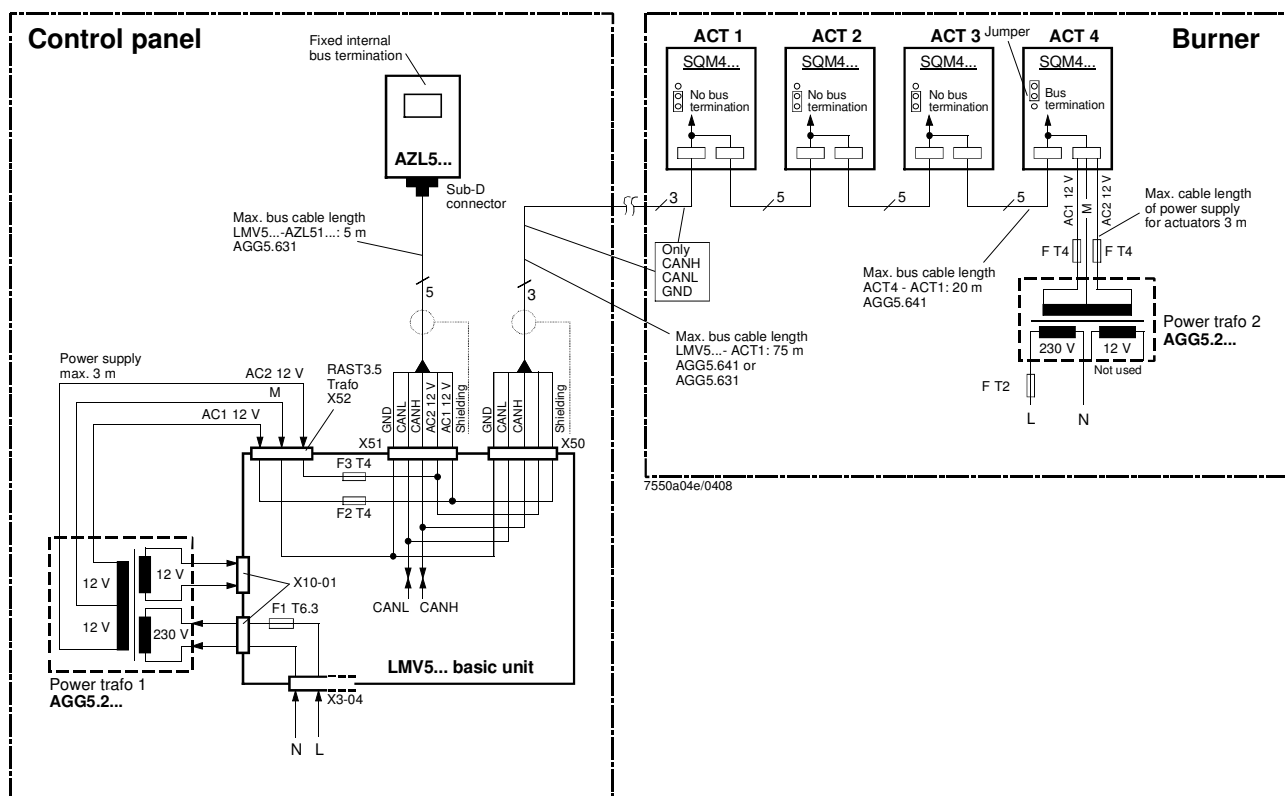 Control panel
Fixed internal
bus termination
AZL5...
Sub-D
connector
Max. bus cable length
LMV5...-AZL51...: 5 m
AGG5.631
5
3
Power supply
max. 3 m
AC2 12 V
M
AC1 12 V
RAST3.5
Trafo
X52
GND
CANL
CANH
AC2 12 V
AC1 12 V
Shielding
GND
CANL
CANH
Shielding
X51
X50
F3 T4
F2 T4
12 V
12 V
12 V
230 V
X10-01
F1 T6.3
CANL
CANH
LMV5... basic unit
Power trafo 1
AGG5.2...
X3-04
N
L
Burner
ACT 1
ACT 2
ACT 3
Jumper
ACT 4
SQM4...
SQM4...
SQM4...
SQM4...
No bus
termination
No bus
termination
No bus
termination
Bus
termination
3
5
5
5
Only
CANH
CANL
GND
Max. bus cable length
LMV5...- ACT1: 75 m
AGG5.641 or
AGG5.631
Max. bus cable length
ACT4 - ACT1: 20 m
AGG5.641
AC1 12 V
M
AC2 12 V
Max. cable length
of power supply
for actuators 3 m
F T4
F T4
Power trafo 2
AGG5.2...
230 V
12 V
Not used
F T2
L
N
7550a04e/0408